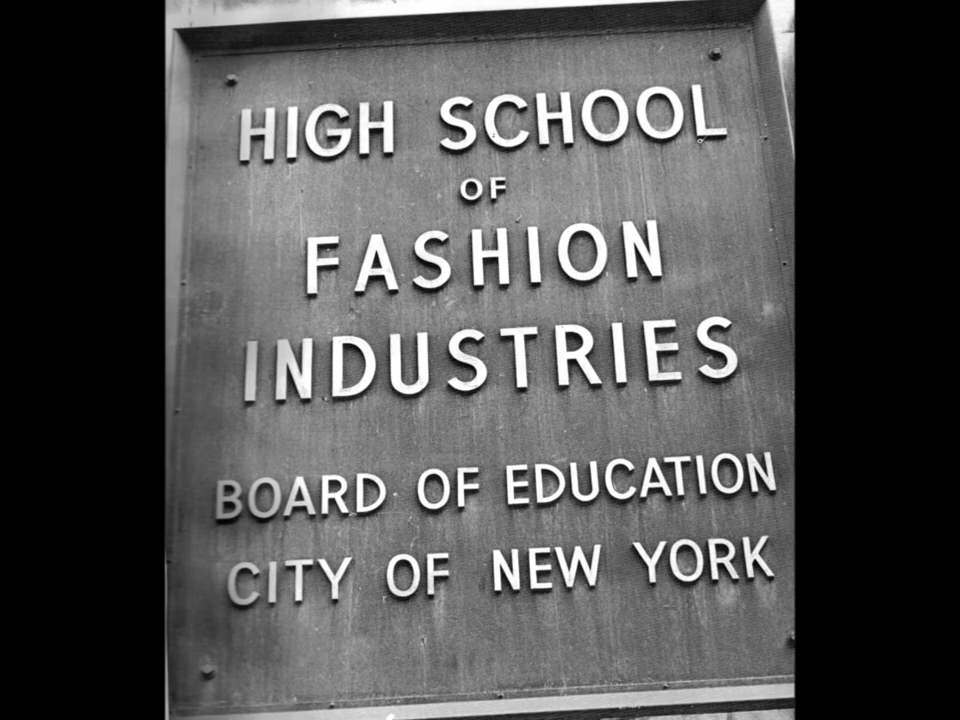 HIGH SCHOOL
OF
FASHION
INDUSTRIES
BOARD OF EDUCATION
CITY OF NEW YORK